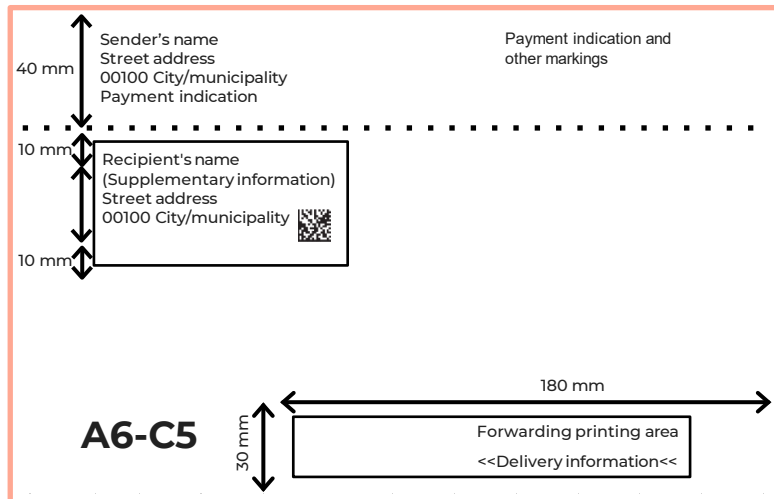 Sender's name
Street address
00100 City/municipality
Payment indication
Payment indication and
other markings
40 mm
10 mm
Recipient's name
(Supplementary information)
Street address
00100 City/municipality
10 mm
180 mm
A6-C5
30 mm
Forwarding printing area
<<Delivery information<<